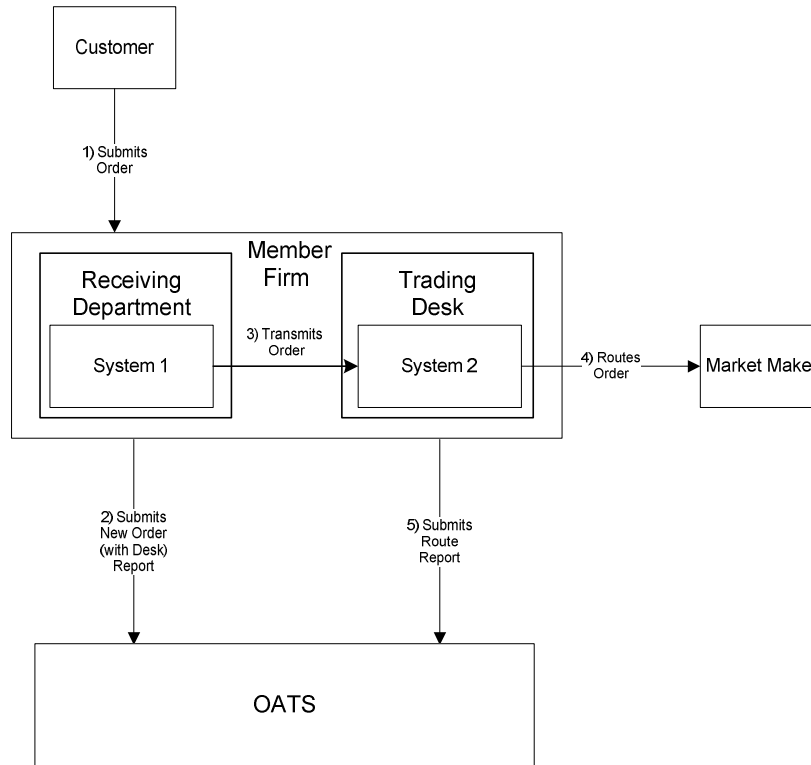 Customer
1) Submits
Order
Member
Firm
Receiving
Department
Trading
Desk
3) Transmits
Order
System 1
System 2
4) Routes
Order
Market Make
2) Submits
New Order
(with Desk)
Report
5) Submits
Route
Report
OATS